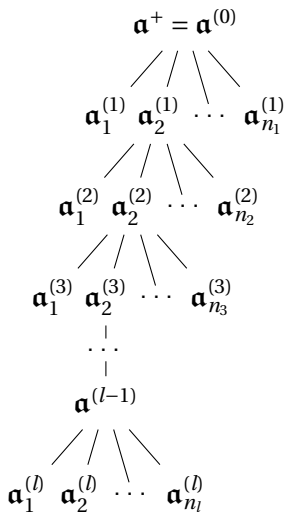 𝖆⁺ = 𝖆⁽⁰⁾
𝖆₁⁽¹⁾ 𝖆₂⁽¹⁾ ⋯ 𝖆ₙ₁⁽¹⁾
𝖆₁⁽²⁾ 𝖆₂⁽²⁾ ⋯ 𝖆ₙ₂⁽²⁾
𝖆₁⁽³⁾ 𝖆₂⁽³⁾ ⋯ 𝖆ₙ₃⁽³⁾
⋯
𝖆⁽ˡ⁻¹⁾
𝖆₁⁽ˡ⁾ 𝖆₂⁽ˡ⁾ ⋯ 𝖆ₙₗ⁽ˡ⁾